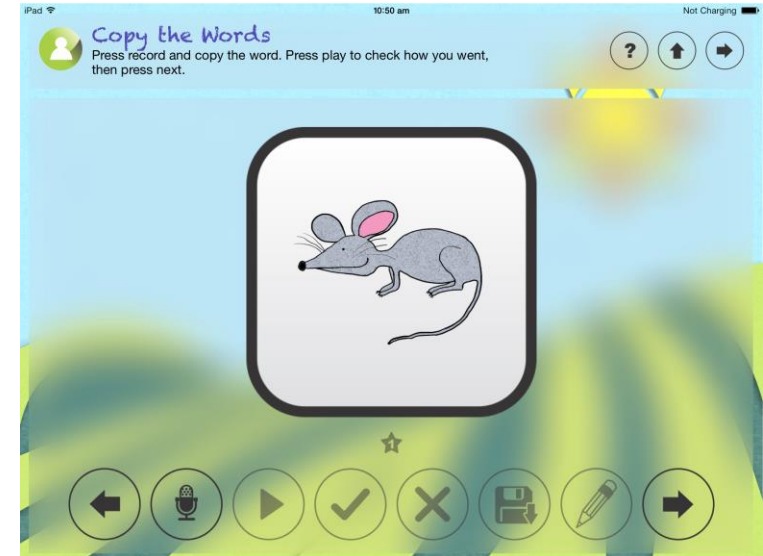 iPad
10:50 am
Not Charging
Copy the Words
Press record and copy the word. Press play to check how you went,
then press next.
?
1